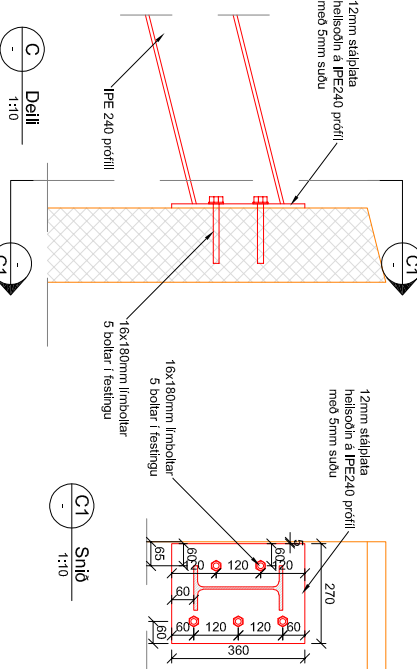 12mm stálplata
heilsoðin á IPE240 prófíl
með 5mm suðu
IPE 240 prófíll
16x180mm límboltar
5 boltar í festingu
C
-
Deili
1:10
C1
-
C1
-
12mm stálplata
heilsoðin á IPE240 prófíl
með 5mm suðu
16x180mm límboltar
5 boltar í festingu
C1
-
Snið
1:10
5
270
60
120
120
120
60
65
60
60
120
120
60
60
360